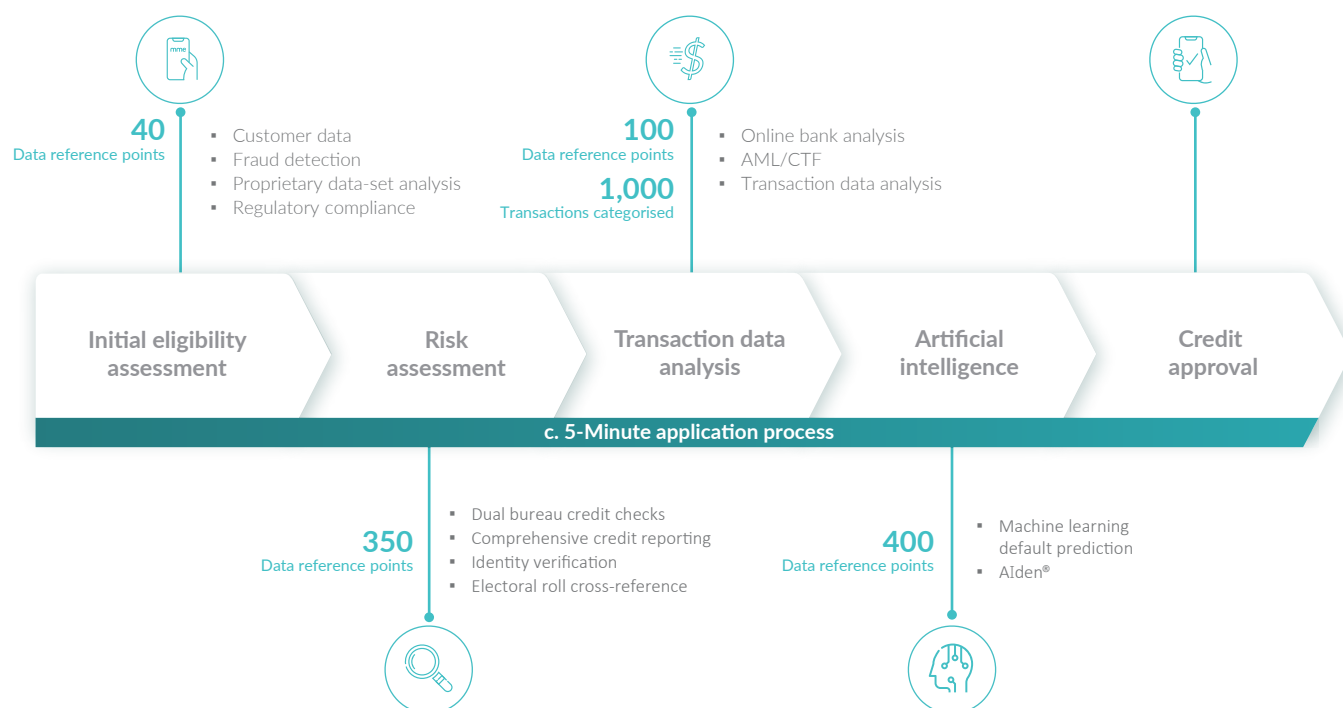 mme
40
Data reference points
▪ Customer data
▪ Fraud detection
▪ Proprietary data-set analysis
▪ Regulatory compliance
100
Data reference points
1,000
Transactions categorised
▪ Online bank analysis
▪ AML/CTF
▪ Transaction data analysis
Initial eligibility
assessment
Risk
assessment
Transaction data
analysis
Artificial
intelligence
Credit
approval
c. 5-Minute application process
350
Data reference points
▪ Dual bureau credit checks
▪ Comprehensive credit reporting
▪ Identity verification
▪ Electoral roll cross-reference
400
Data reference points
▪ Machine learning
default prediction
▪ AIden®